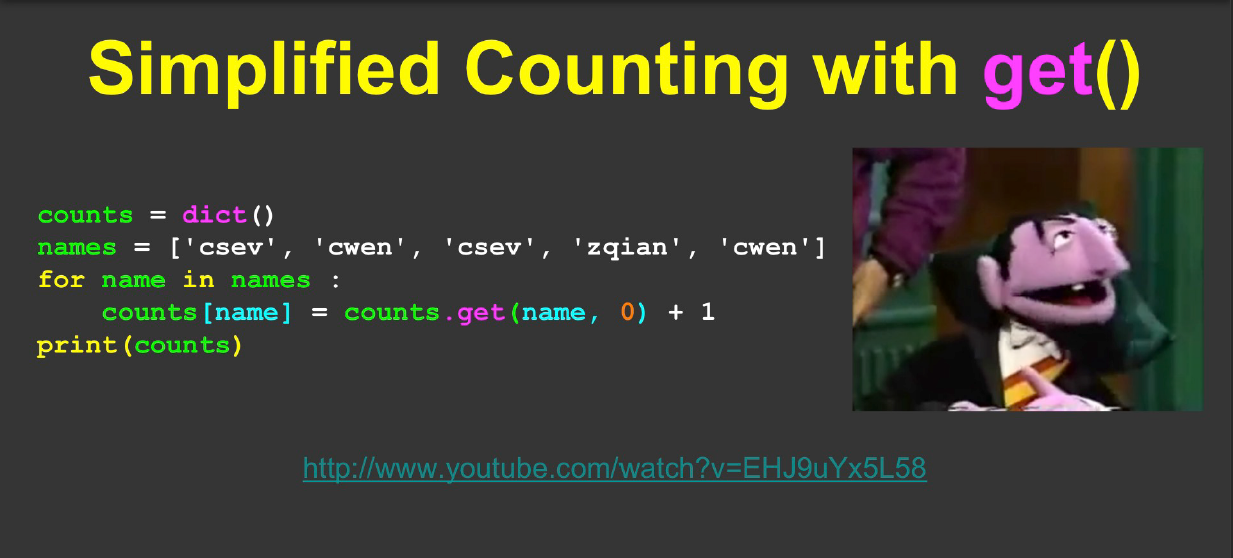 Simplified Counting with get()
counts = dict()
names = ['csev', 'cwen', 'csev', 'zqian', 'cwen']
for name in names :
    counts[name] = counts.get(name, 0) + 1
print(counts)
http://www.youtube.com/watch?v=EHJ9uYx5L58